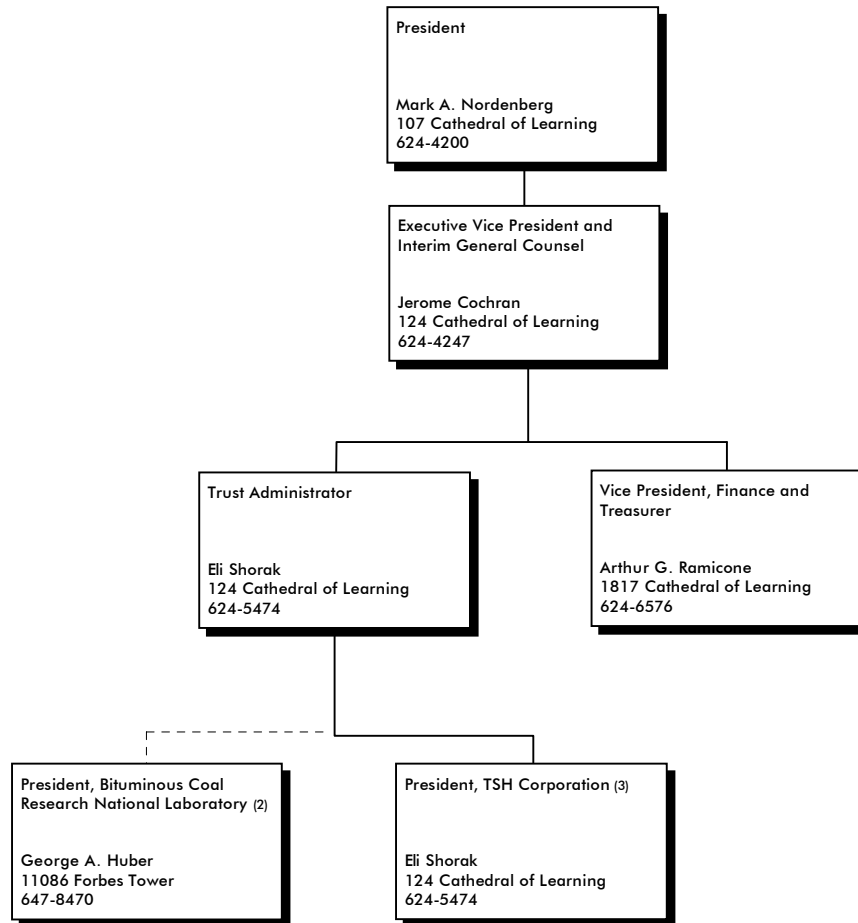 President
Mark A. Nordenberg
107 Cathedral of Learning
624-4200
Executive Vice President and
Interim General Counsel
Jerome Cochran
124 Cathedral of Learning
624-4247
Trust Administrator
Eli Shorak
124 Cathedral of Learning
624-5474
Vice President, Finance and
Treasurer
Arthur G. Ramicone
1817 Cathedral of Learning
624-6576
President, Bituminous Coal
Research National Laboratory (2)
George A. Huber
11086 Forbes Tower
647-8470
President, TSH Corporation (3)
Eli Shorak
124 Cathedral of Learning
624-5474